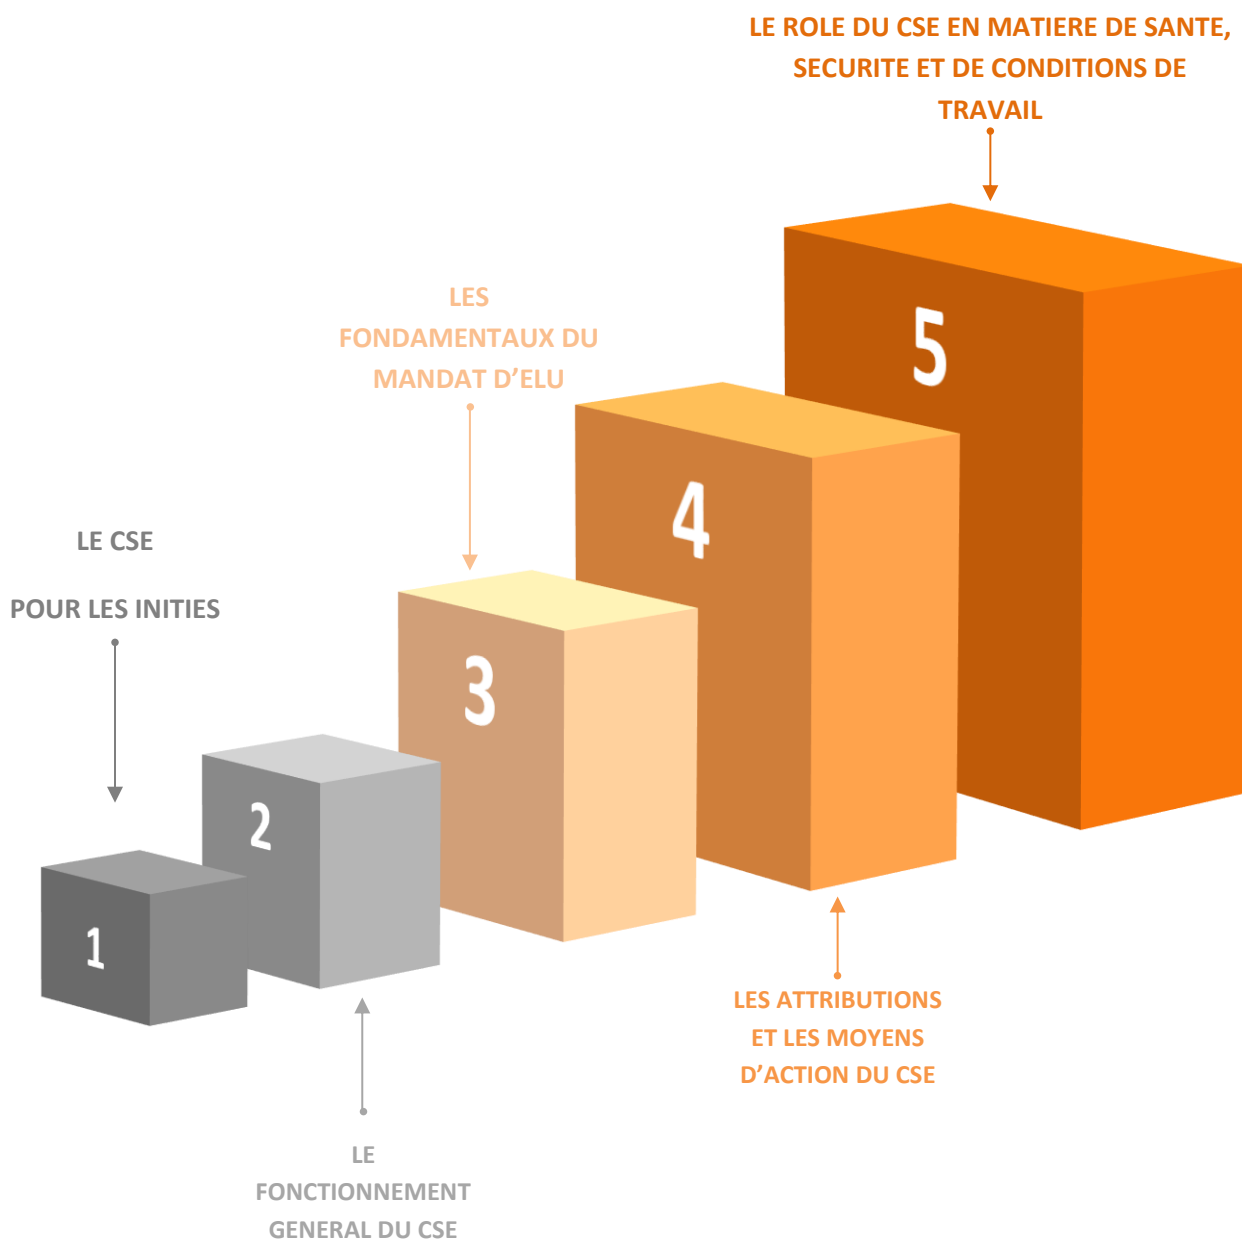 LE ROLE DU CSE EN MATIERE DE SANTE,
SECURITE ET DE CONDITIONS DE
TRAVAIL
5
LES
FONDAMENTAUX DU
MANDAT D’ELU
4
LE CSE
POUR LES INITIES
3
2
1
LES ATTRIBUTIONS
ET LES MOYENS
D’ACTION DU CSE
LE
FONCTIONNEMENT
GENERAL DU CSE